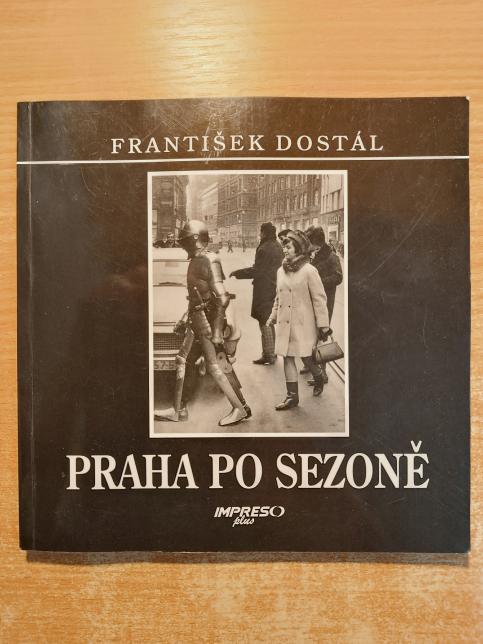 FRANTIŠEK DOSTÁL
PRAHA PO SEZONĚ
IMPRESO
plus